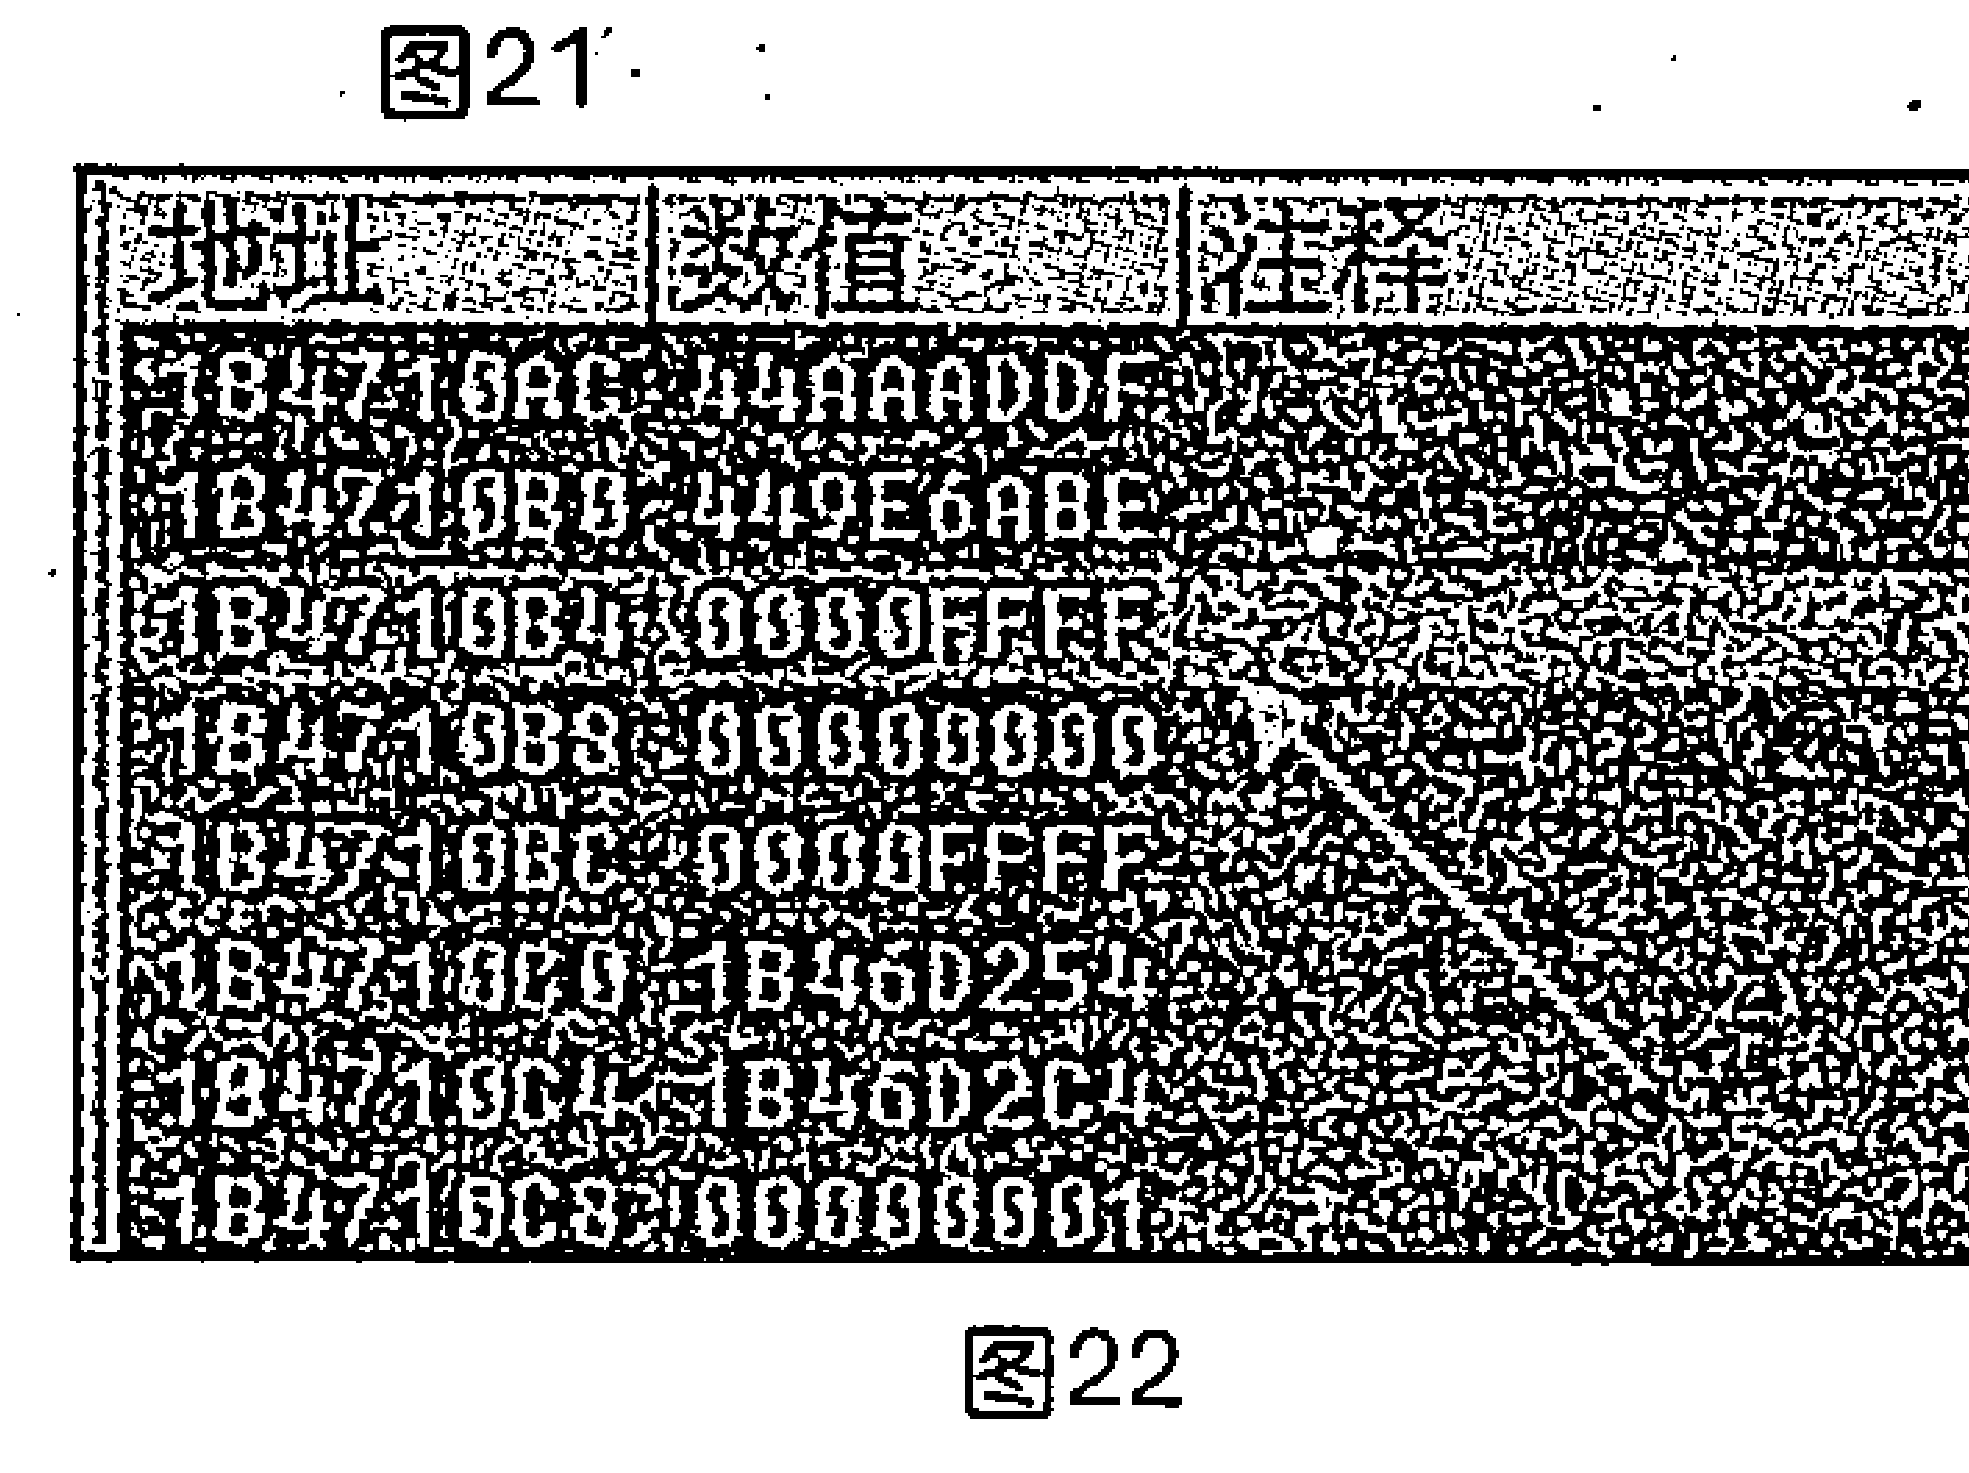 图21
地址 数值 注释
1B4710AC 44AAADDF
1B4710B0 449E6ABE
1B4710B4 0000FFFF
1B4710B8 00000000
1B4710BC 0000FFFF
1B4710C0 1B46D254
1B4710C4 1B46D2C4
1B4710C8 00000001
图22